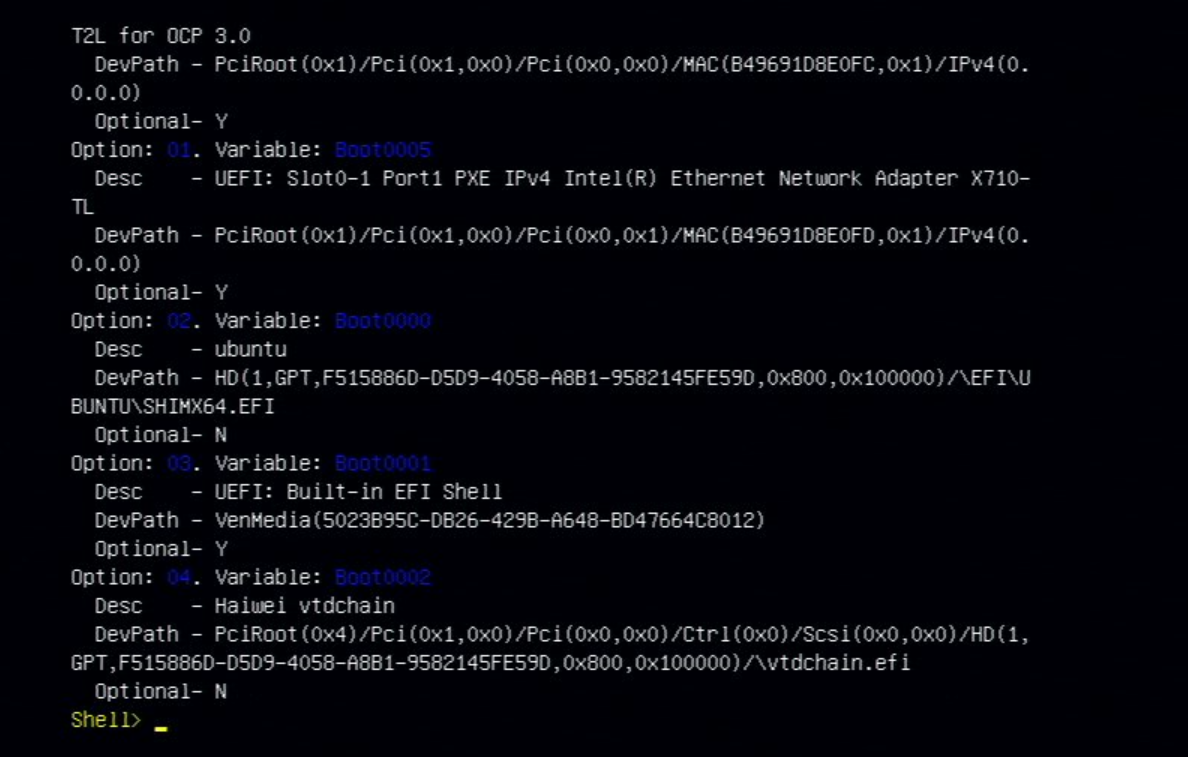 T2L for OCP 3.0
DevPath - PciRoot(0x1)/Pci(0x1,0x0)/Pci(0x0,0x0)/MAC(B49691D8E0FC,0x1)/IPv4(0.
0.0.0)
Optional- Y
Option: 01. Variable: Boot0005
Desc    - UEFI: Slot0-1 Port1 PXE IPv4 Intel(R) Ethernet Network Adapter X710-
TL
DevPath - PciRoot(0x1)/Pci(0x1,0x0)/Pci(0x0,0x1)/MAC(B49691D8E0FD,0x1)/IPv4(0.
0.0.0)
Optional- Y
Option: 02. Variable: Boot0000
Desc    - ubuntu
DevPath - HD(1,GPT,F515886D-D5D9-4058-A8B1-9582145FE59D,0x800,0x100000)/\EFI\U
BUNTU\SHIMX64.EFI
Optional- N
Option: 03. Variable: Boot0001
Desc    - UEFI: Built-in EFI Shell
DevPath - VenMedia(5023B95C-DB26-429B-A648-BD47664C8012)
Optional- Y
Option: 04. Variable: Boot0002
Desc    - Haiwei vtdchain
DevPath - PciRoot(0x4)/Pci(0x1,0x0)/Pci(0x0,0x0)/Ctrl(0x0)/Scsi(0x0,0x0)/HD(1,
GPT,F515886D-D5D9-4058-A8B1-9582145FE59D,0x800,0x100000)/\vtdchain.efi
Optional- N
Shell> _